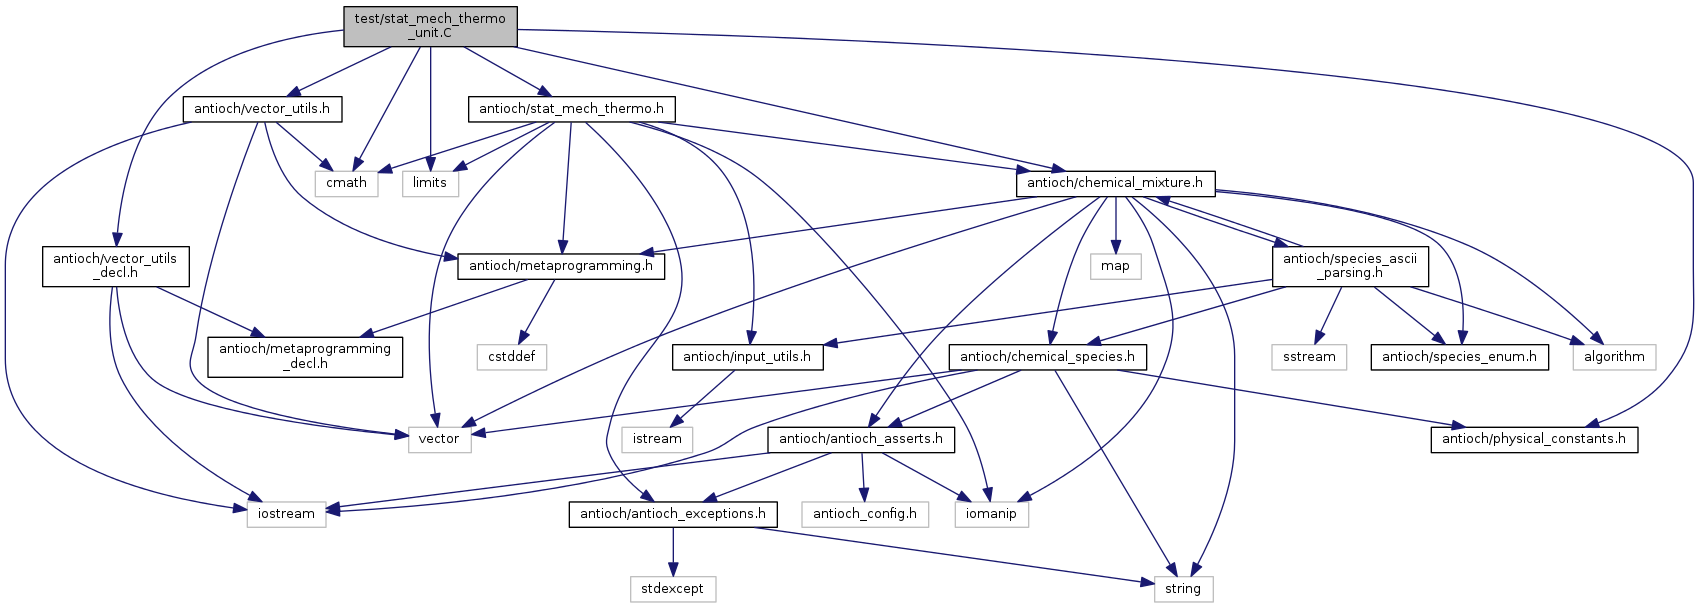 test/stat_mech_thermo
_unit.C
antioch/vector_utils.h
antioch/stat_mech_thermo.h
cmath
limits
antioch/chemical_mixture.h
antioch/vector_utils
_decl.h
antioch/metaprogramming.h
map
antioch/species_ascii
_parsing.h
antioch/metaprogramming
_decl.h
cstddef
antioch/input_utils.h
antioch/chemical_species.h
sstream
antioch/species_enum.h
algorithm
vector
istream
antioch/antioch_asserts.h
antioch/physical_constants.h
iostream
antioch/antioch_exceptions.h
antioch_config.h
iomanip
stdexcept
string